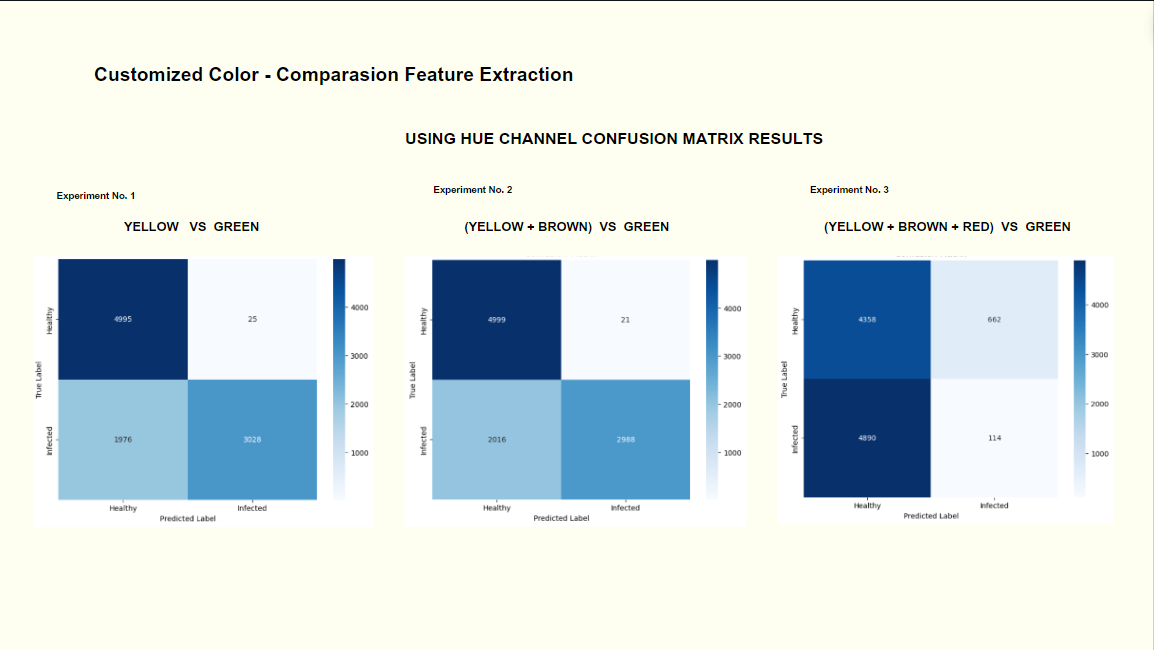 Customized Color - Comparasion Feature Extraction
USING HUE CHANNEL CONFUSION MATRIX RESULTS
Experiment No. 1
YELLOW VS GREEN
Healthy
Infected
True Label
4995
25
1976
3028
Healthy
Infected
Predicted Label
4000
3000
2000
1000
Experiment No. 2
(YELLOW + BROWN) VS GREEN
Healthy
Infected
True Label
4999
21
2016
2988
Healthy
Infected
Predicted Label
4000
3000
2000
1000
Experiment No. 3
(YELLOW + BROWN + RED) VS GREEN
Healthy
Infected
True Label
4358
662
4890
114
Healthy
Infected
Predicted Label
4000
3000
2000
1000